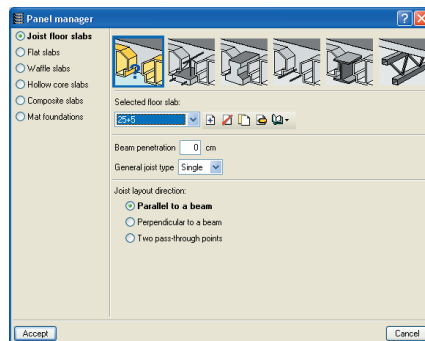 Panel manager
Joist floor slabs
Flat slabs
Waffle slabs
Hollow core slabs
Composite slabs
Mat foundations
Selected floor slab:
25+5
Beam penetration 0 cm
General joist type Single
Joist layout direction:
Parallel to a beam
Perpendicular to a beam
Two pass-through points
Accept Cancel